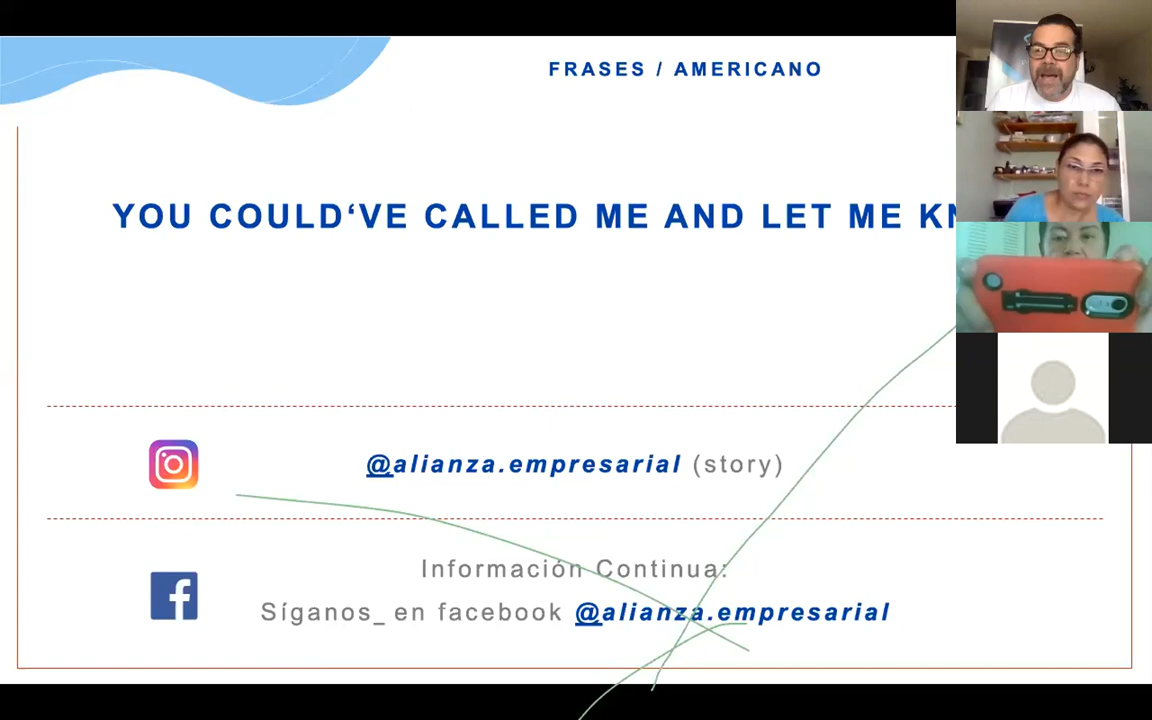 FRASES / AMERICANO
YOU COULD‘VE CALLED ME AND LET ME
@alianza.empresarial (story)
Información Continua:
Síganos_ en facebook @alianza.empresarial